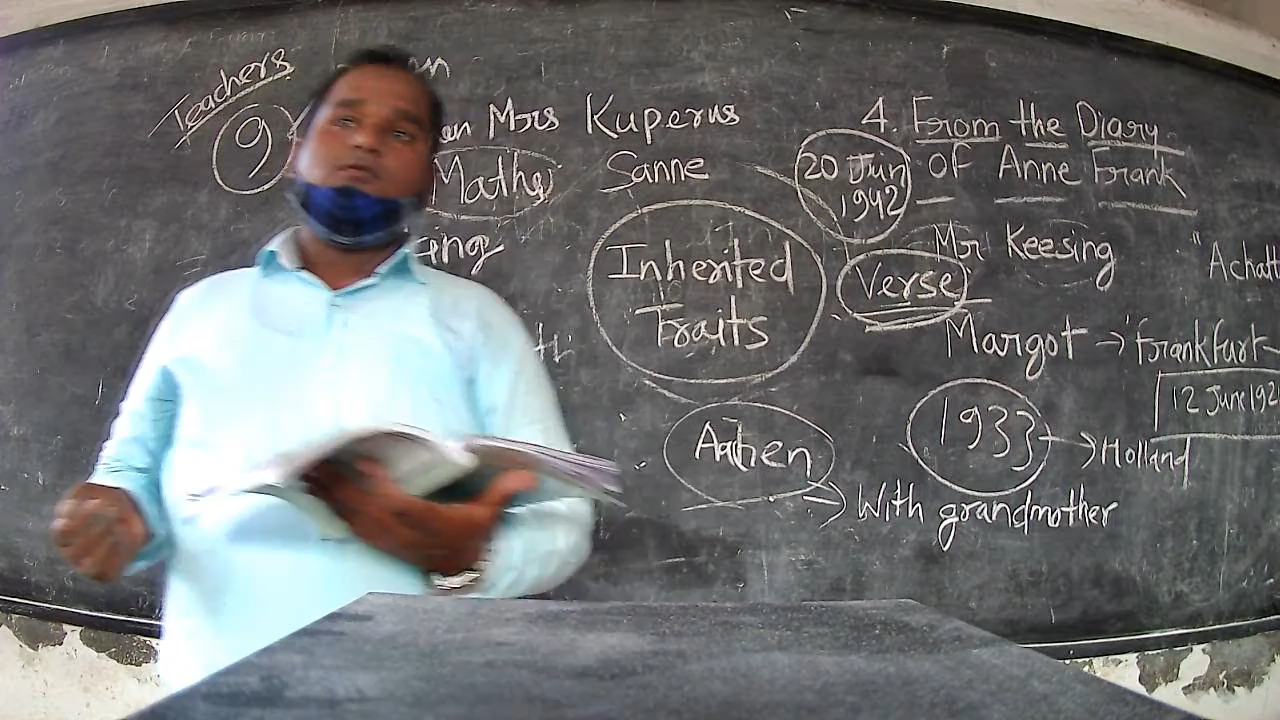 Teachers
9
Mrs Kuperus
Maths
Sanne
Inherited
Traits
Aachen
With grandmother
4. From the Diary
of Anne Frank
20 Jun
1942
Mr Keesing
Verse
Margot → Frankfurt
1933 → Holland
12 June 192
"Achatt